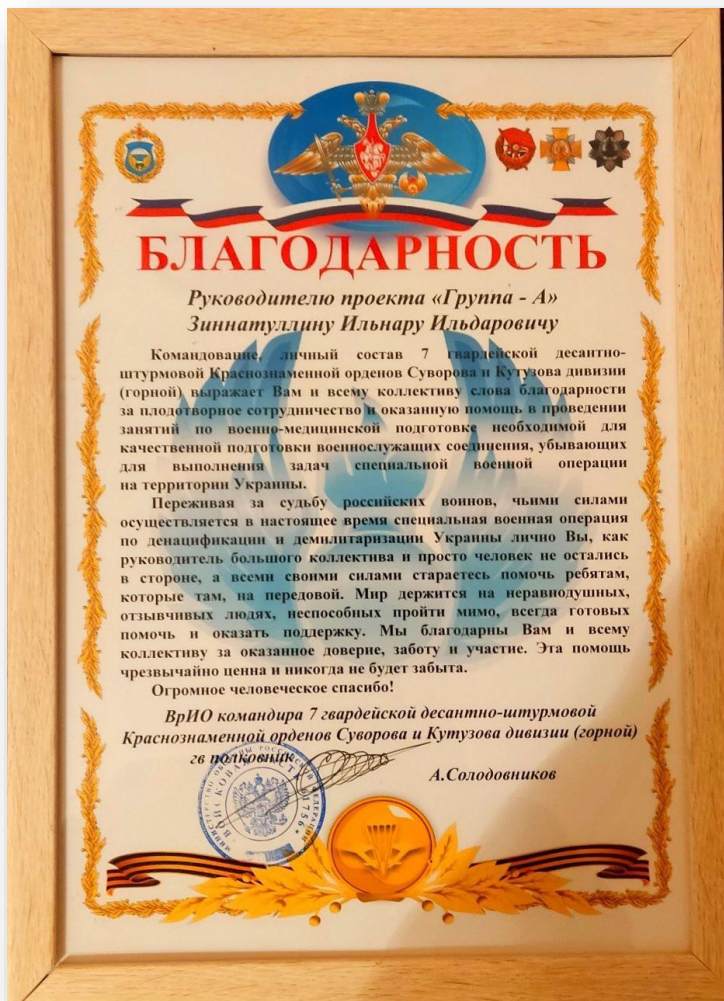 БЛАГОДАРНОСТЬ
Руководителю проекта «Группа - А»
Зиннатуллину Ильнару Ильдаровичу
Командование, личный состав 7 гвардейской десантно-
штурмовой Краснознаменной орденов Суворова и Кутузова дивизии
(горной) выражает Вам и всему коллективу слова благодарности
за плодотворное сотрудничество и оказанную помощь в проведении
занятий по военно-медицинской подготовке необходимой для
качественной подготовки военнослужащих соединения, убывающих
для выполнения задач специальной военной операции
на территории Украины.
Переживая за судьбу российских воинов, чьими силами
осуществляется в настоящее время специальная военная операция
по денацификации и демилитаризации Украины лично Вы, как
руководитель большого коллектива и просто человек не остались
в стороне, а всеми своими силами стараетесь помочь ребятам,
которые там, на передовой. Мир держится на неравнодушных,
отзывчивых людях, неспособных пройти мимо, всегда готовых
помочь и оказать поддержку. Мы благодарны Вам и всему
коллективу за оказанное доверие, заботу и участие. Эта помощь
чрезвычайно ценна и никогда не будет забыта.
Огромное человеческое спасибо!
ВрИО командира 7 гвардейской десантно-штурмовой
Краснознаменной орденов Суворова и Кутузова дивизии (горной)
гв полковник
А.Солодовников
МИНИСТЕРСТВО ОБОРОНЫ РОССИЙСКОЙ ФЕДЕРАЦИИ